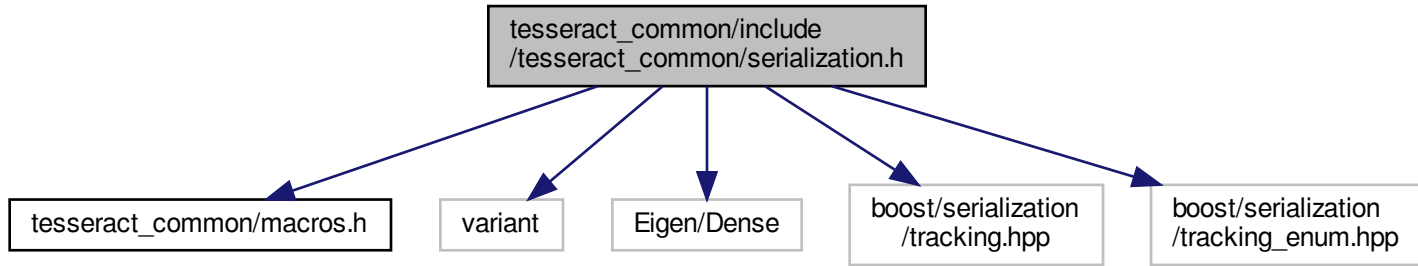 tesseract_common/include
/tesseract_common/serialization.h
tesseract_common/macros.h
variant
Eigen/Dense
boost/serialization
/tracking.hpp
boost/serialization
/tracking_enum.hpp